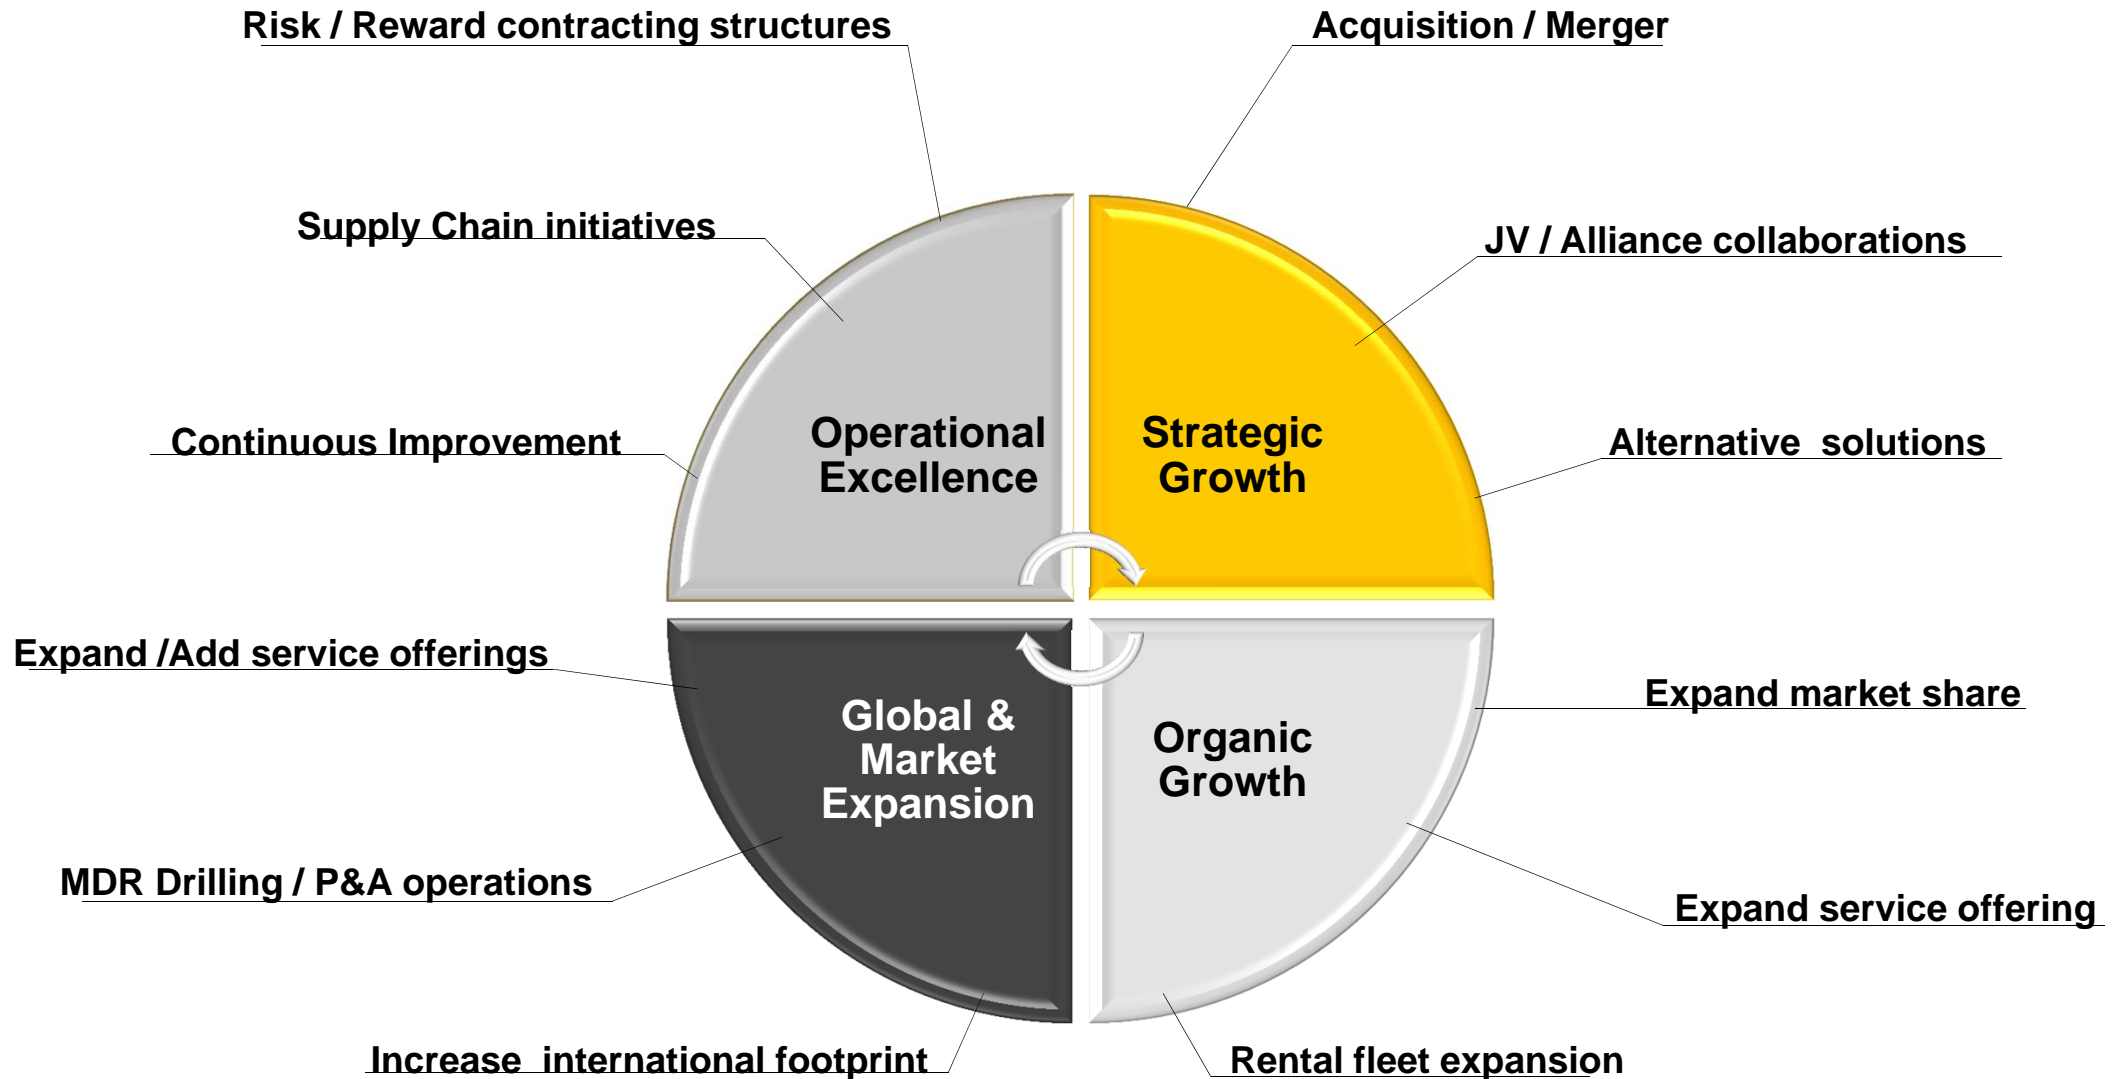 Risk / Reward contracting structures
Acquisition / Merger
Supply Chain initiatives
JV / Alliance collaborations
Continuous Improvement
Operational
Excellence
Strategic
Growth
Alternative  solutions
Expand /Add service offerings
Global &
Market
Expansion
Organic
Growth
Expand market share
MDR Drilling / P&A operations
Expand service offering
Increase  international footprint
Rental fleet expansion